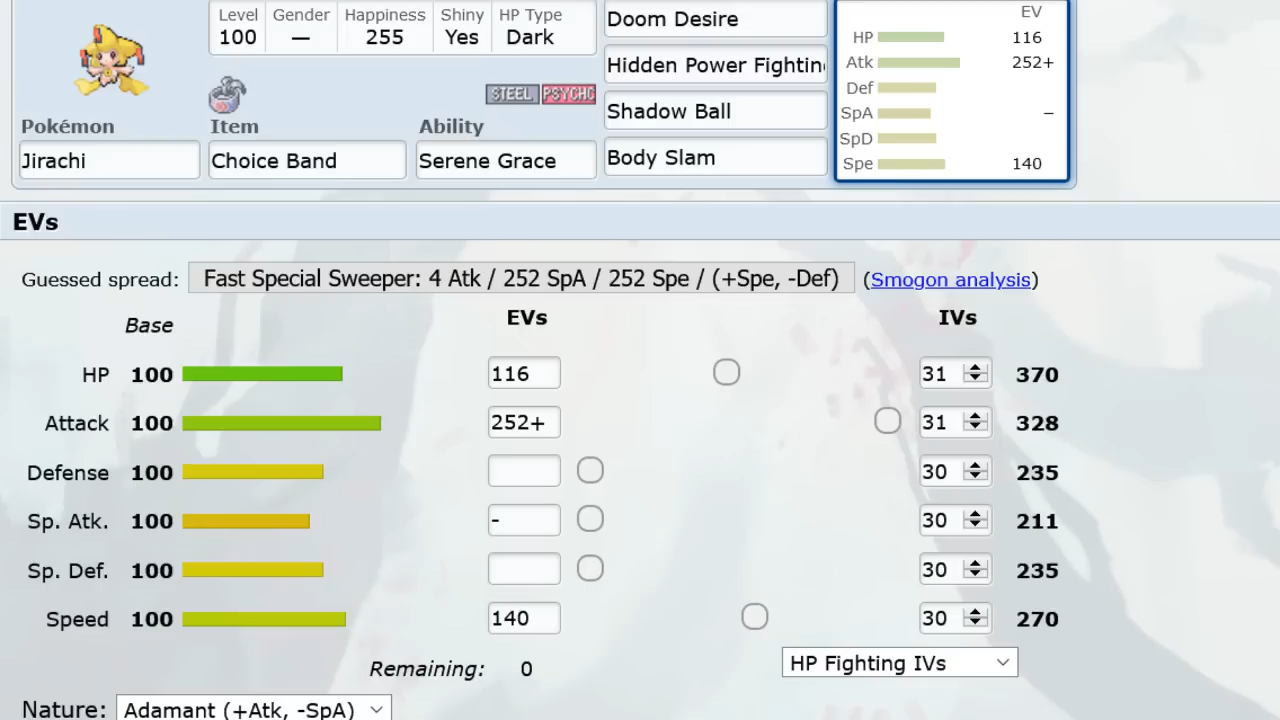 Level Gender Happiness Shiny HP Type
100 — 255 Yes Dark
STEEL PSYCHC
Pokémon Item Ability
Jirachi Choice Band Serene Grace
Doom Desire
Hidden Power Fightin
Shadow Ball
Body Slam
EV
HP 116
Atk 252+
Def
SpA –
SpD
Spe 140
EVs
Guessed spread: Fast Special Sweeper: 4 Atk / 252 SpA / 252 Spe / (+Spe, -Def) (Smogon analysis)
Base EVs IVs
HP 100 116 31 370
Attack 100 252+ 31 328
Defense 100 30 235
Sp. Atk. 100 - 30 211
Sp. Def. 100 30 235
Speed 100 140 30 270
Remaining: 0 HP Fighting IVs
Nature: Adamant (+Atk, -SpA)